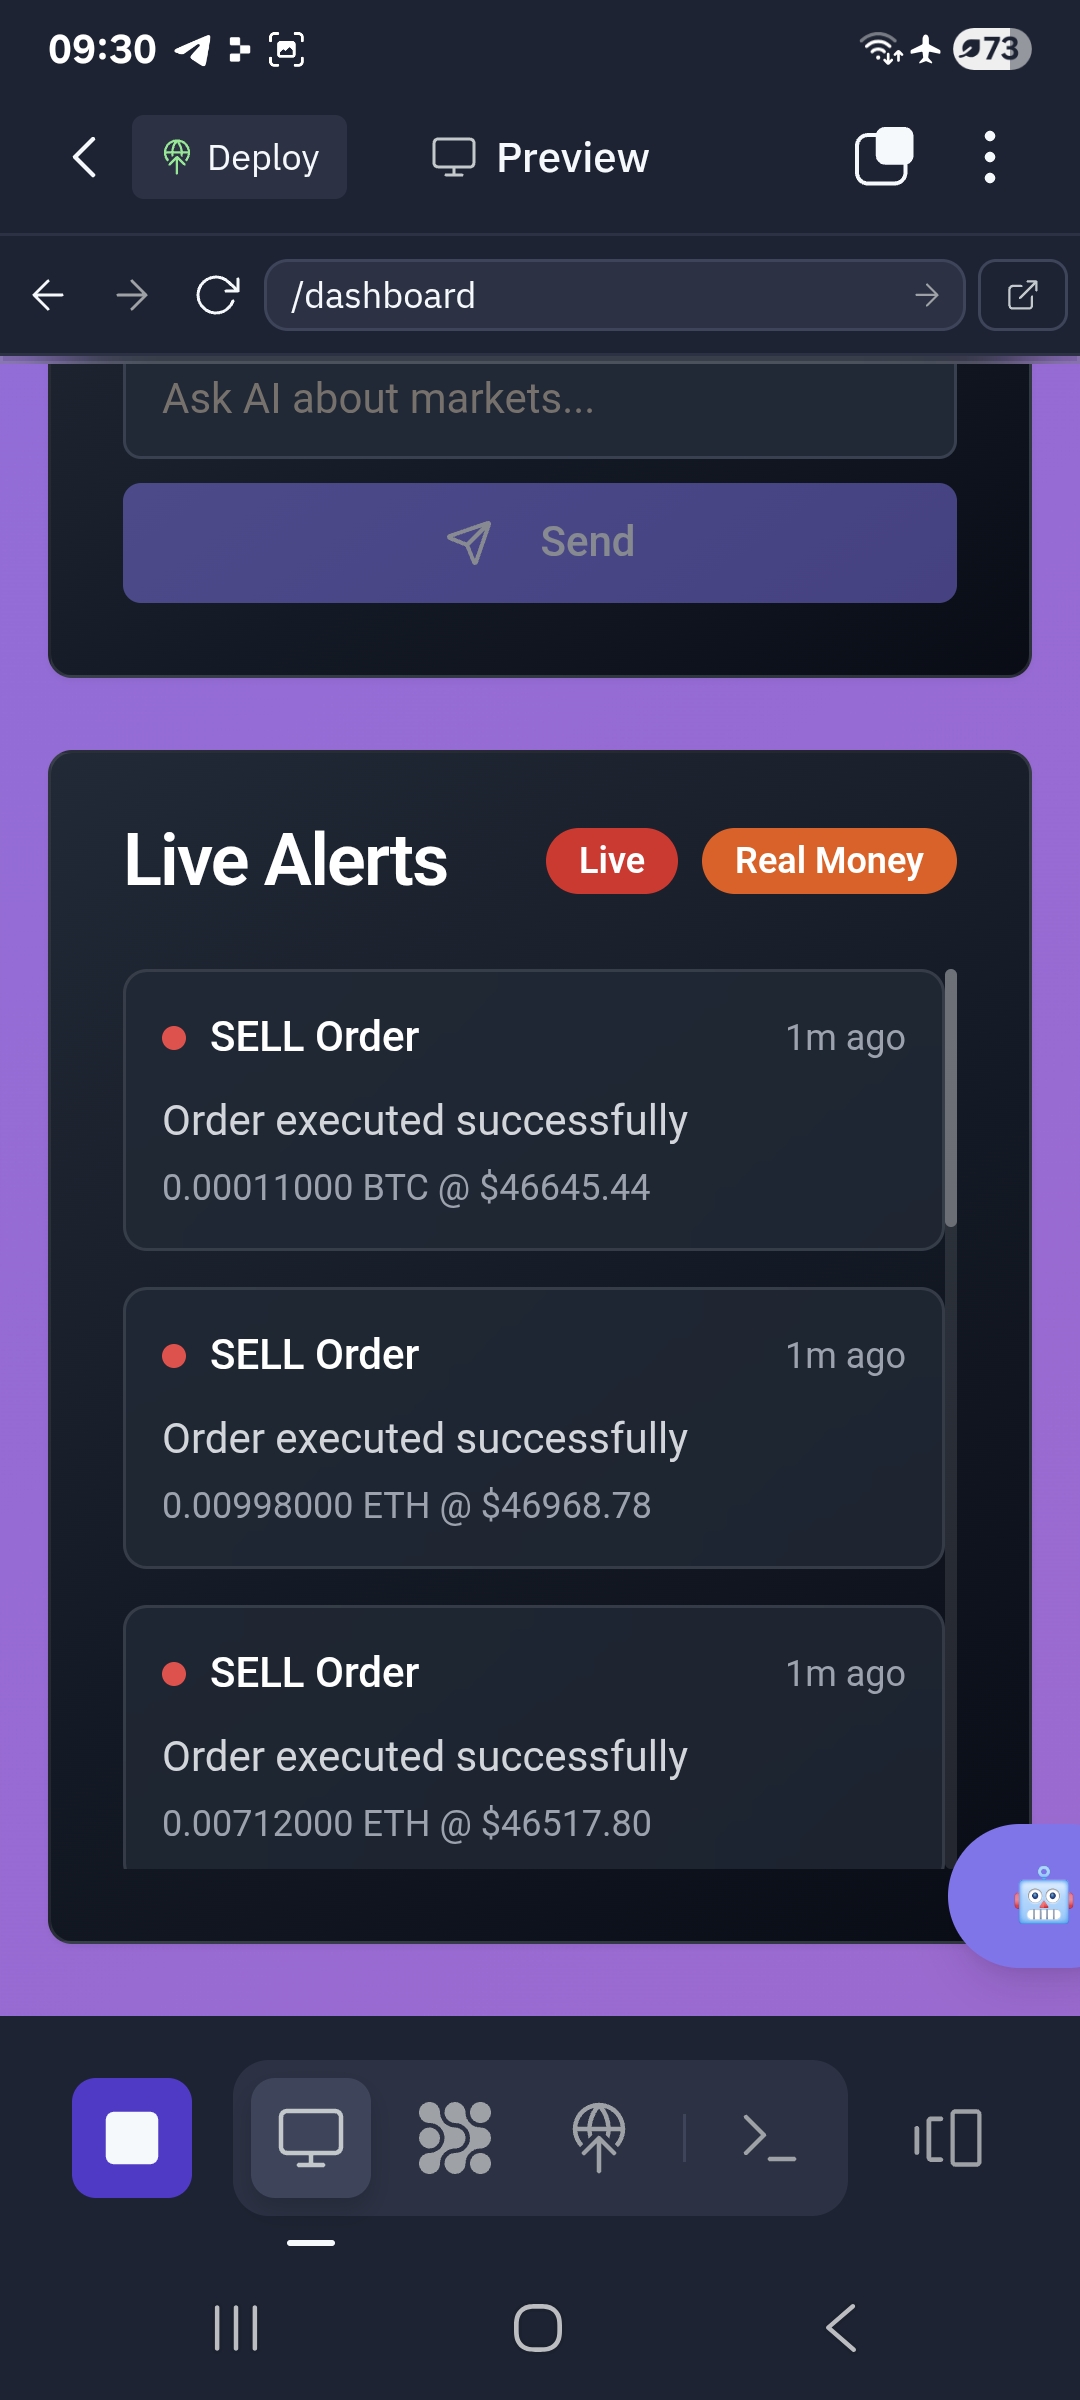 09:30
73
Deploy
Preview
/dashboard
Ask AI about markets...
Send
Live Alerts
Live
Real Money
SELL Order
1m ago
Order executed successfully
0.00011000 BTC @ $46645.44
SELL Order
1m ago
Order executed successfully
0.00998000 ETH @ $46968.78
SELL Order
1m ago
Order executed successfully
0.00712000 ETH @ $46517.80